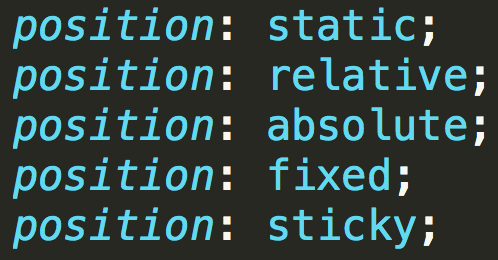 position: static;
position: relative;
position: absolute;
position: fixed;
position: sticky;